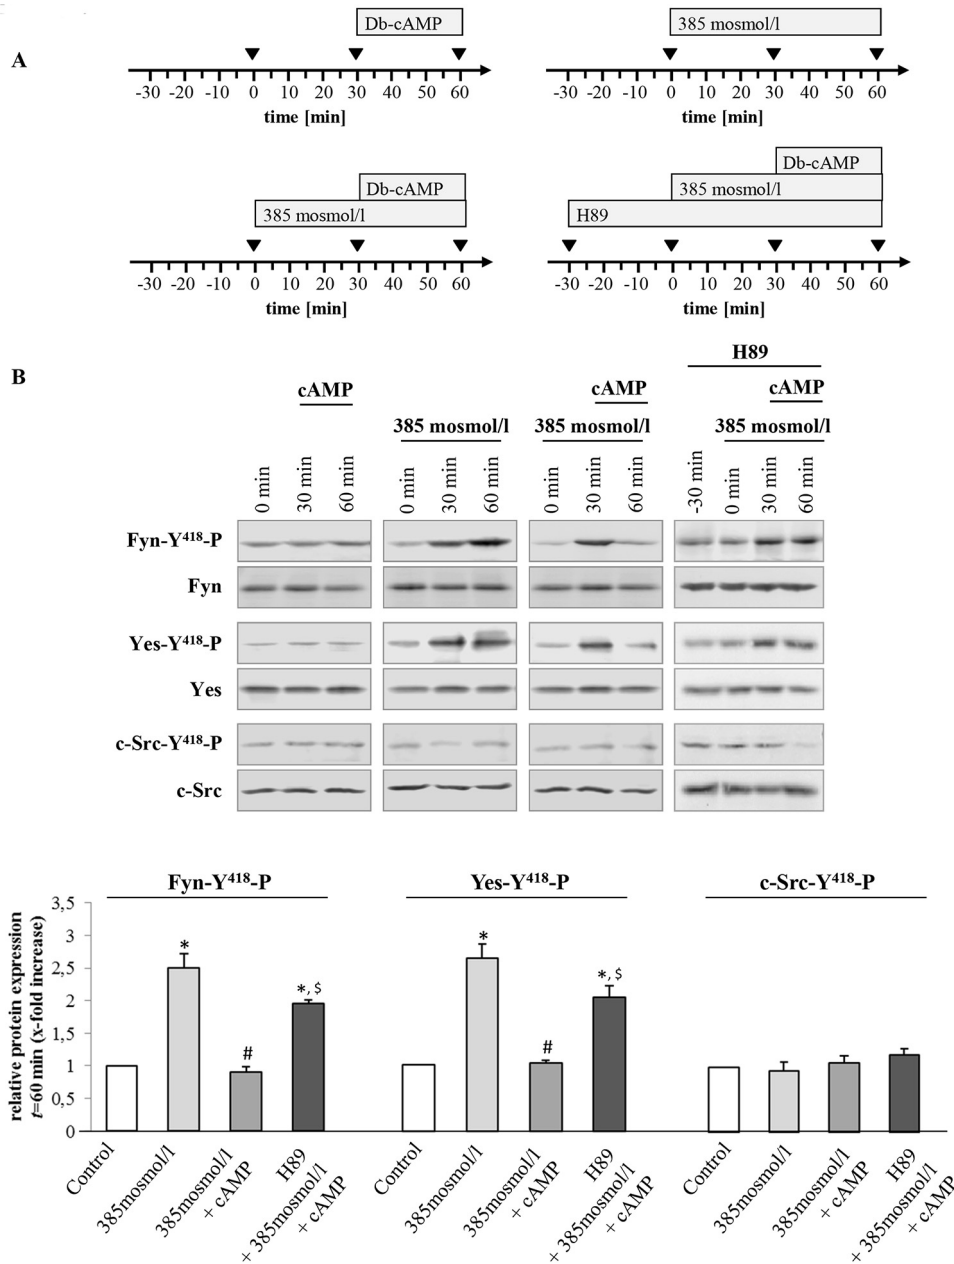 A
Db-cAMP
-30 -20 -10 0 10 20 30 40 50 60
time [min]
385 mosmol/l
-30 -20 -10 0 10 20 30 40 50 60
time [min]
Db-cAMP
385 mosmol/l
-30 -20 -10 0 10 20 30 40 50 60
time [min]
Db-cAMP
385 mosmol/l
H89
-30 -20 -10 0 10 20 30 40 50 60
time [min]
B
H89
cAMP
cAMP
cAMP
385 mosmol/l
385 mosmol/l
385 mosmol/l
0 min
30 min
60 min
0 min
30 min
60 min
0 min
30 min
60 min
-30 min
0 min
30 min
60 min
Fyn-Y⁴¹⁸-P
Fyn
Yes-Y⁴¹⁸-P
Yes
c-Src-Y⁴¹⁸-P
c-Src
Fyn-Y⁴¹⁸-P
Yes-Y⁴¹⁸-P
c-Src-Y⁴¹⁸-P
relative protein expression
t=60 min (x-fold increase)
3,5
3
2,5
2
1,5
1
0,5
0
*
#
*, $
*
#
*, $
Control
385mosmol/l
385mosmol/l
+ cAMP
H89
+ 385mosmol/l
+ cAMP
Control
385mosmol/l
385mosmol/l
+ cAMP
H89
+ 385mosmol/l
+ cAMP
Control
385mosmol/l
385mosmol/l
+ cAMP
H89
+ 385mosmol/l
+ cAMP